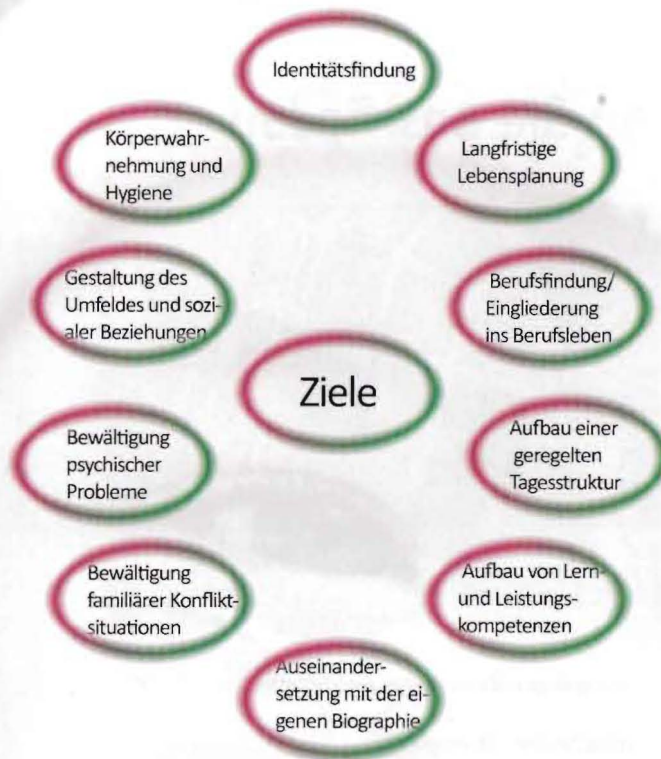 Identitätsfindung
Körperwahr-
nehmung und
Hygiene
Langfristige
Lebensplanung
Gestaltung des
Umfeldes und sozi-
aler Beziehungen
Berufsfindung/
Eingliederung
ins Berufsleben
Ziele
Bewältigung
psychischer
Probleme
Aufbau einer
geregelten
Tagesstruktur
Bewältigung
familiärer Konflikt-
situationen
Aufbau von Lern-
und Leistungs-
kompetenzen
Auseinander-
setzung mit der ei-
genen Biographie